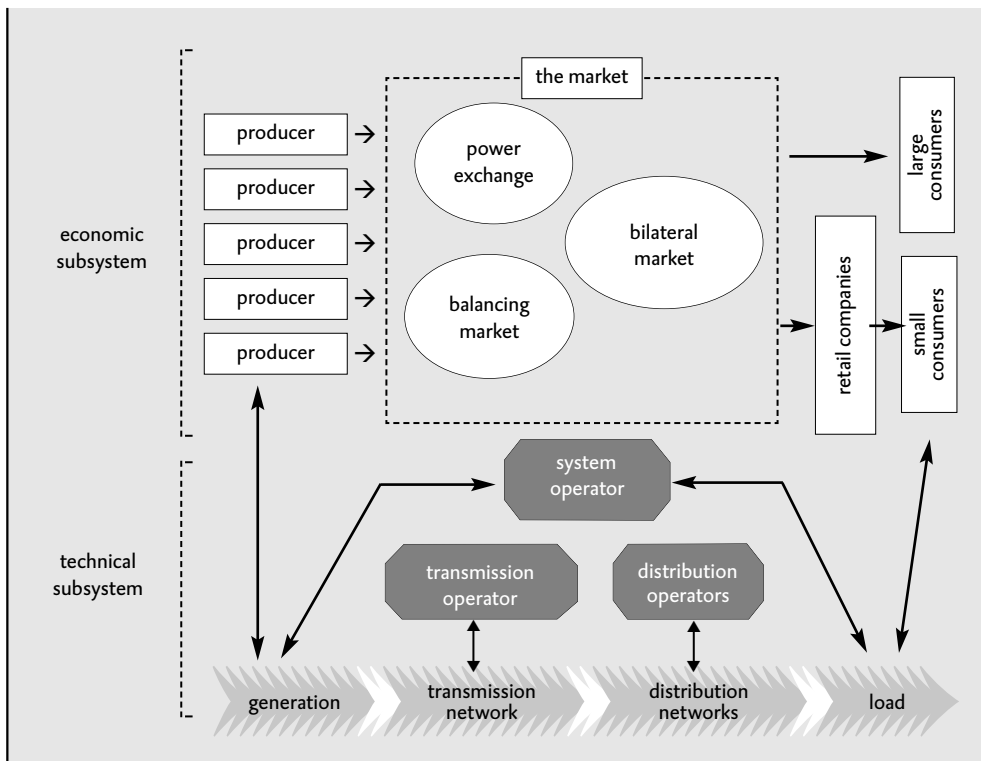 the market
producer
producer
producer
producer
producer
power
exchange
bilateral
market
balancing
market
large
consumers
retail companies
small
consumers
economic
subsystem
system
operator
technical
subsystem
transmission
operator
distribution
operators
generation
transmission
network
distribution
networks
load